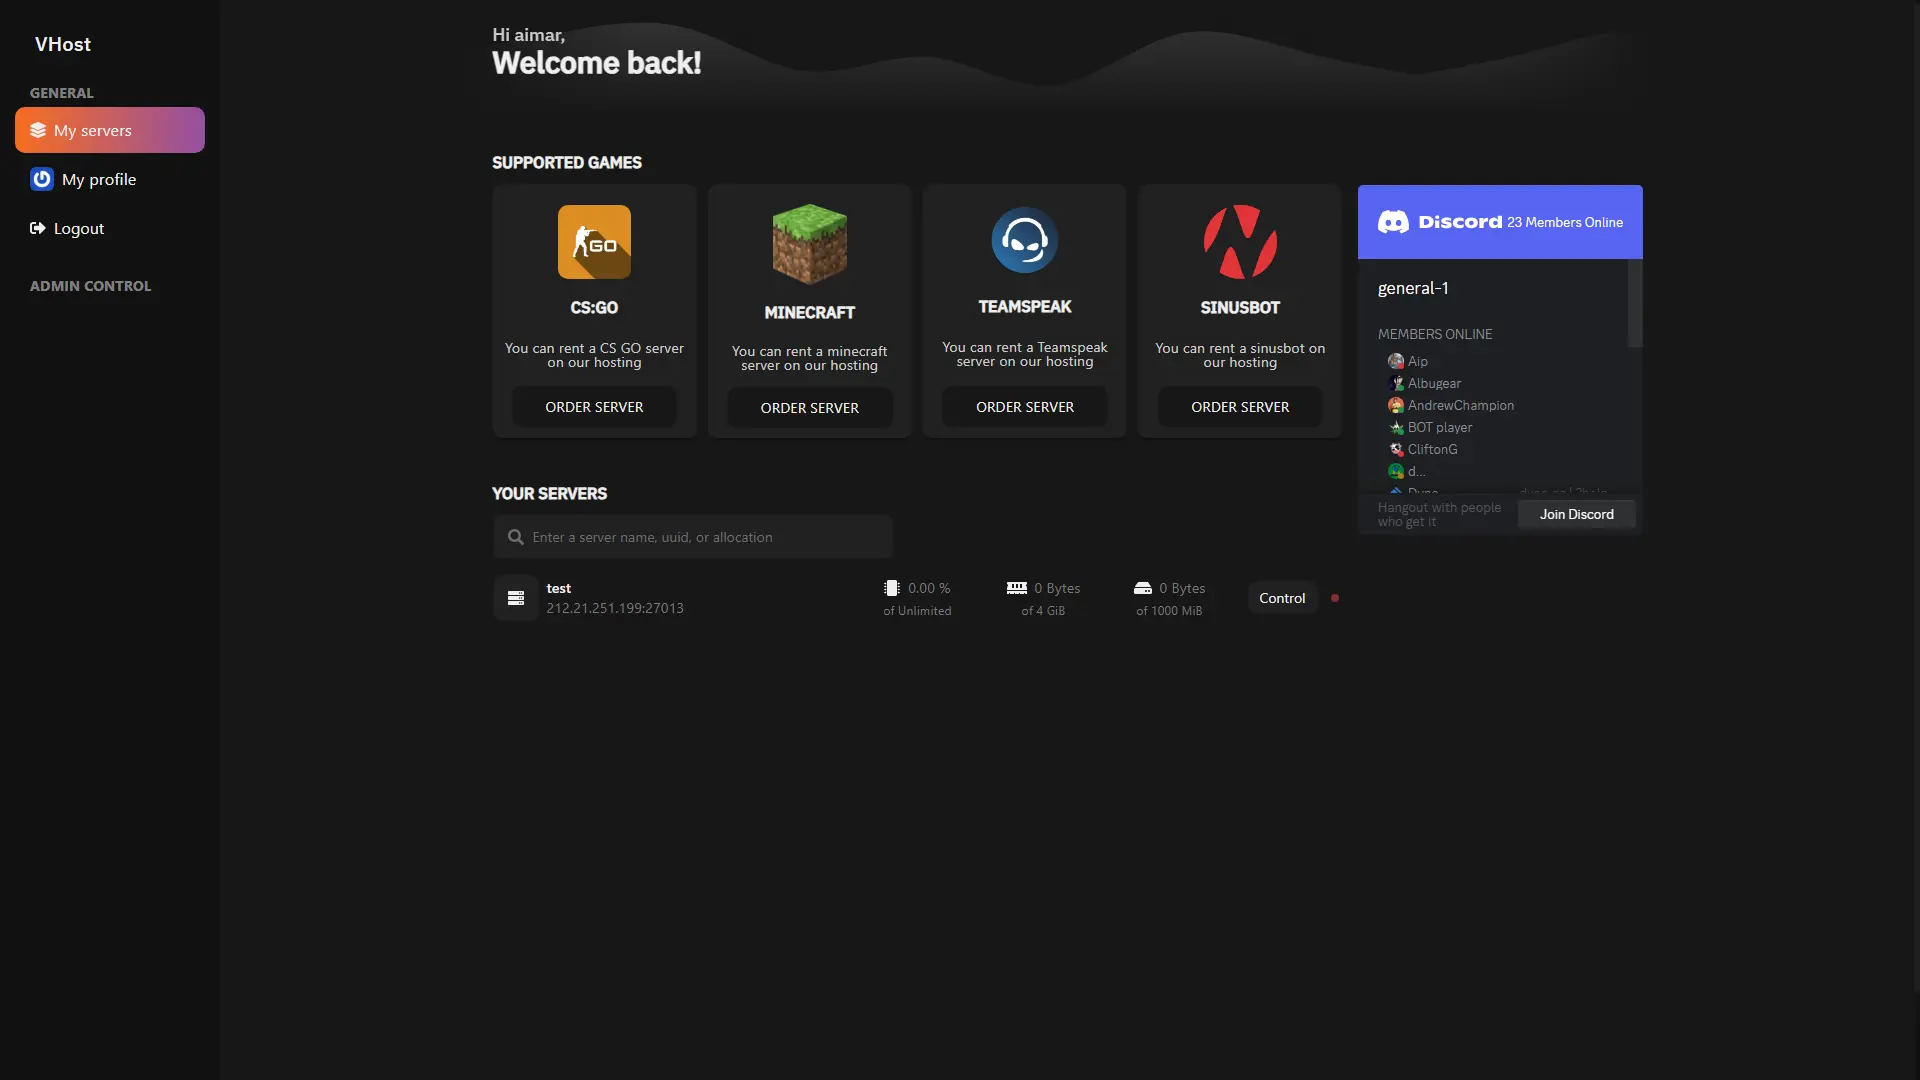 VHost
GENERAL
My servers
My profile
Logout
ADMIN CONTROL
Hi aimar,
Welcome back!
SUPPORTED GAMES
GO
CS:GO
You can rent a CS GO server
on our hosting
ORDER SERVER
MINECRAFT
You can rent a minecraft
server on our hosting
ORDER SERVER
TEAMSPEAK
You can rent a Teamspeak
server on our hosting
ORDER SERVER
SINUSBOT
You can rent a sinusbot on
our hosting
ORDER SERVER
Discord 23 Members Online
general-1
MEMBERS ONLINE
Aip
Albugear
AndrewChampion
BOT player
CliftonG
d...
Hangout with people
who get it
Join Discord
YOUR SERVERS
Enter a server name, uuid, or allocation
test
212.21.251.199:27013
0.00 %
of Unlimited
0 Bytes
of 4 GiB
0 Bytes
of 1000 MiB
Control